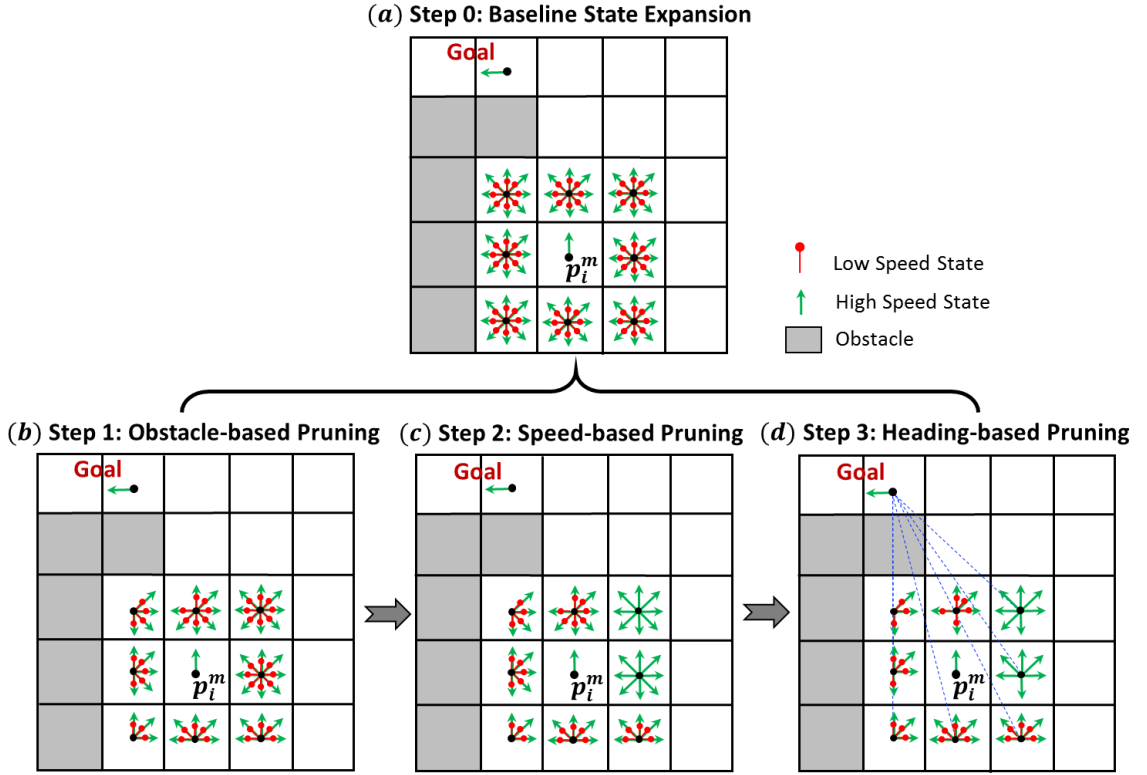 (a) Step 0: Baseline State Expansion
Goal
p_i^m
Low Speed State
High Speed State
Obstacle
(b) Step 1: Obstacle-based Pruning
(c) Step 2: Speed-based Pruning
(d) Step 3: Heading-based Pruning
Goal
Goal
Goal
p_i^m
p_i^m
p_i^m